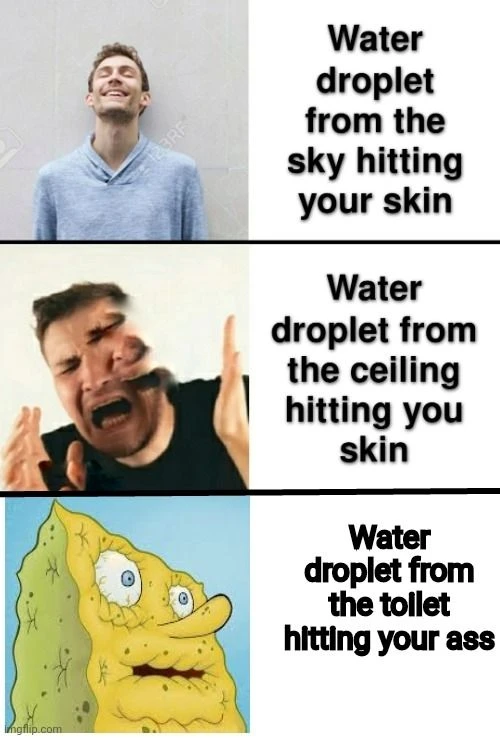 Water
droplet
from the
sky hitting
your skin
Water
droplet from
the ceiling
hitting you
skin
Water
droplet from
the toilet
hitting your ass
imgflip.com
123RF